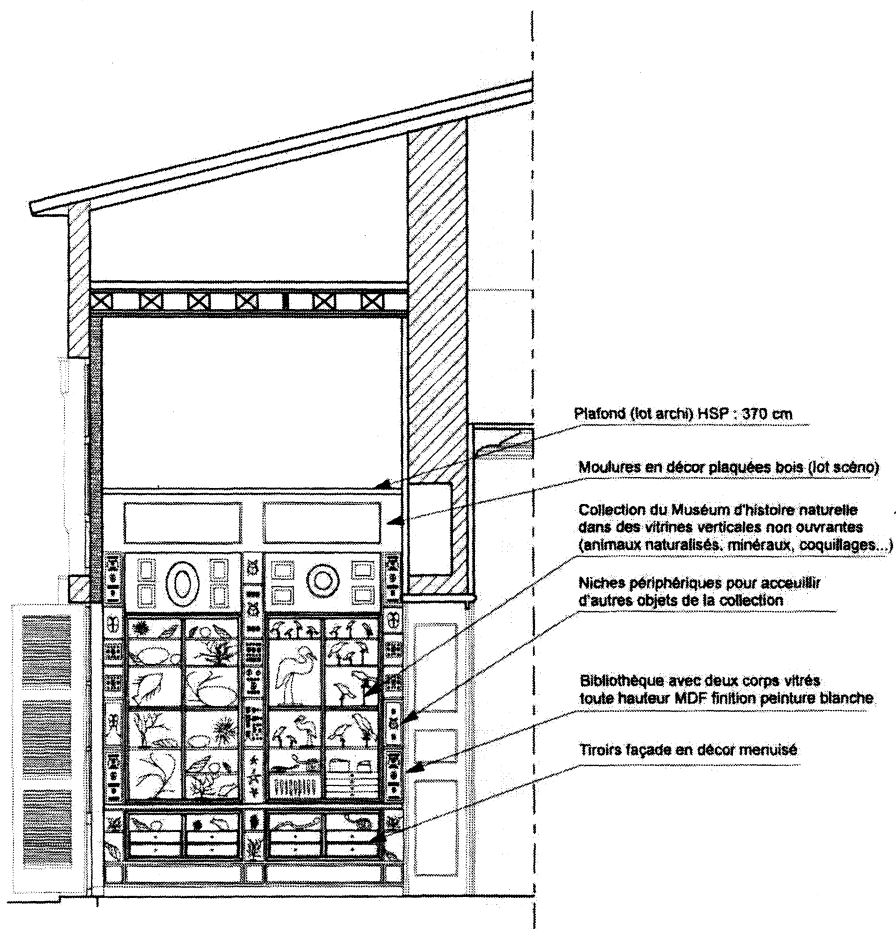 Plafond (lot archi) HSP : 370 cm
Moulures en décor plaquées bois (lot scéno)
Collection du Muséum d'histoire naturelle
dans des vitrines verticales non ouvrantes
(animaux naturalisés, minéraux, coquillages...)
Niches périphériques pour acceuillir
d'autres objets de la collection
Bibliothèque avec deux corps vitrés
toute hauteur MDF finition peinture blanche
Tiroirs façade en décor menuisé